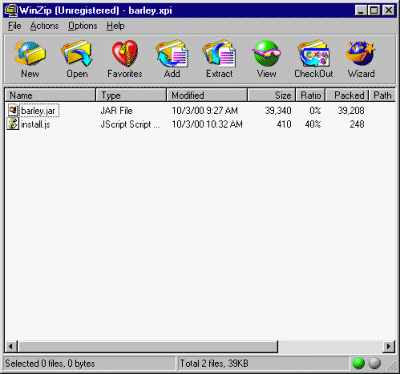 WinZip (Unregistered) - barley.xpi
File Actions Options Help
New Open Favorites Add Extract View CheckOut Wizard
Name Type Modified Size Ratio Packed Path
barley.jar JAR File 10/3/00 9:27 AM 39,340 0% 39,208
install.js JScript Script ... 10/3/00 10:32 AM 410 40% 248
Selected 0 files, 0 bytes Total 2 files, 39KB